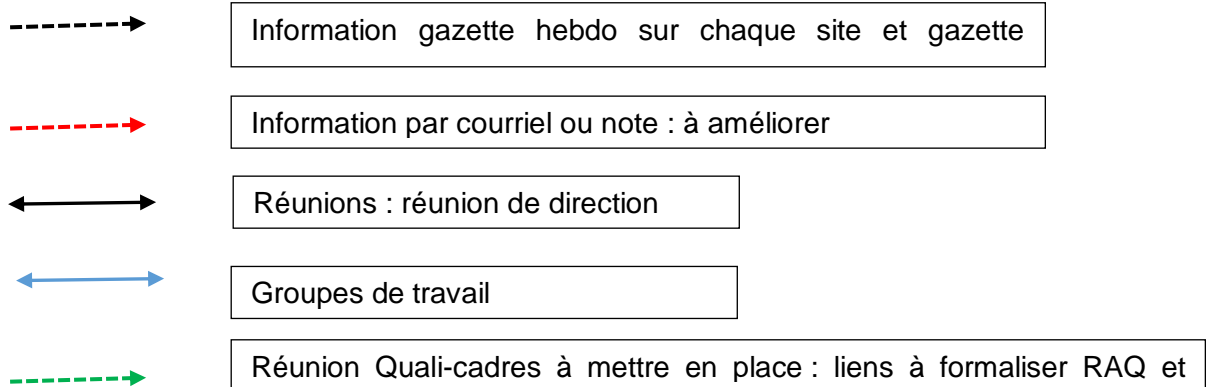 Information gazette hebdo sur chaque site et gazette
Information par courriel ou note : à améliorer
Réunions : réunion de direction
Groupes de travail
Réunion Quali-cadres à mettre en place : liens à formaliser RAQ et